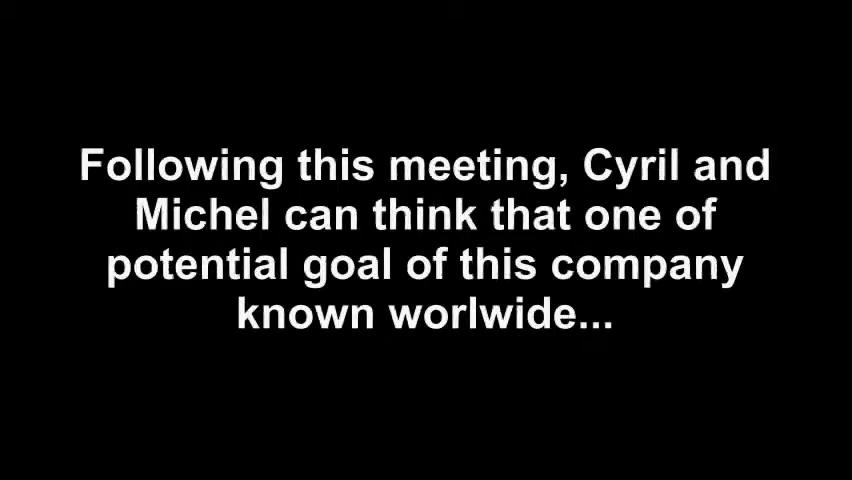 Following this meeting, Cyril and
Michel can think that one of
potential goal of this company
known worlwide...